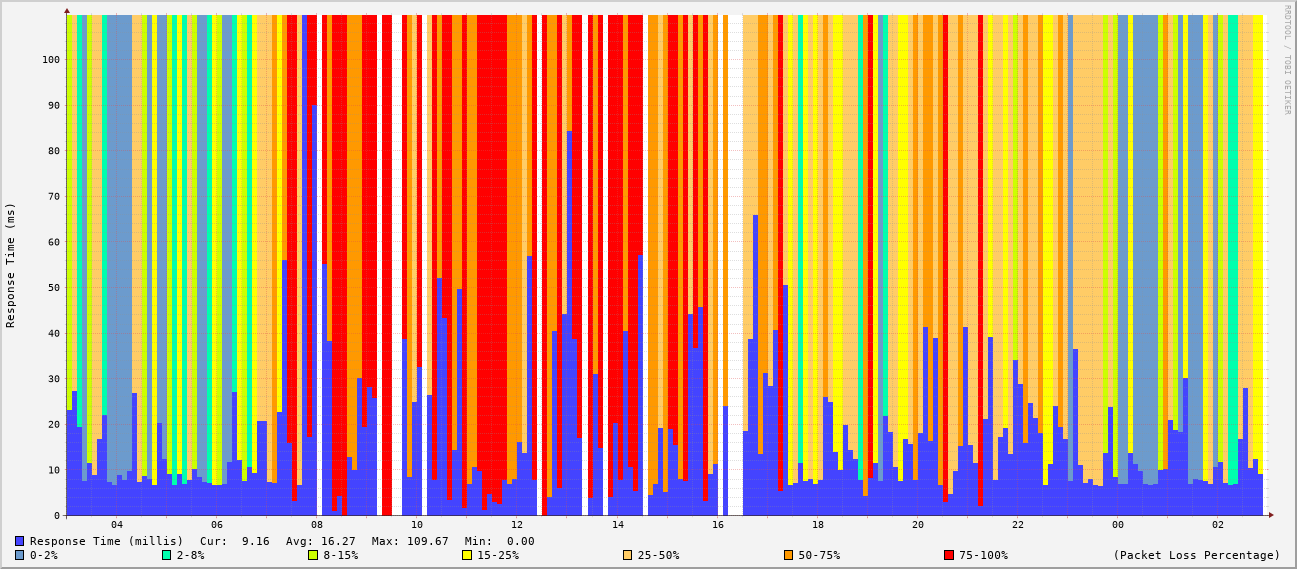 RRDTOOL / TOBI OETIKER
Response Time (ms)
100
90
80
70
60
50
40
30
20
10
0
04 06 08 10 12 14 16 18 20 22 00 02
Response Time (millis) Cur: 9.16 Avg: 16.27 Max: 109.67 Min: 0.00
0-2% 2-8% 8-15% 15-25% 25-50% 50-75% 75-100% (Packet Loss Percentage)